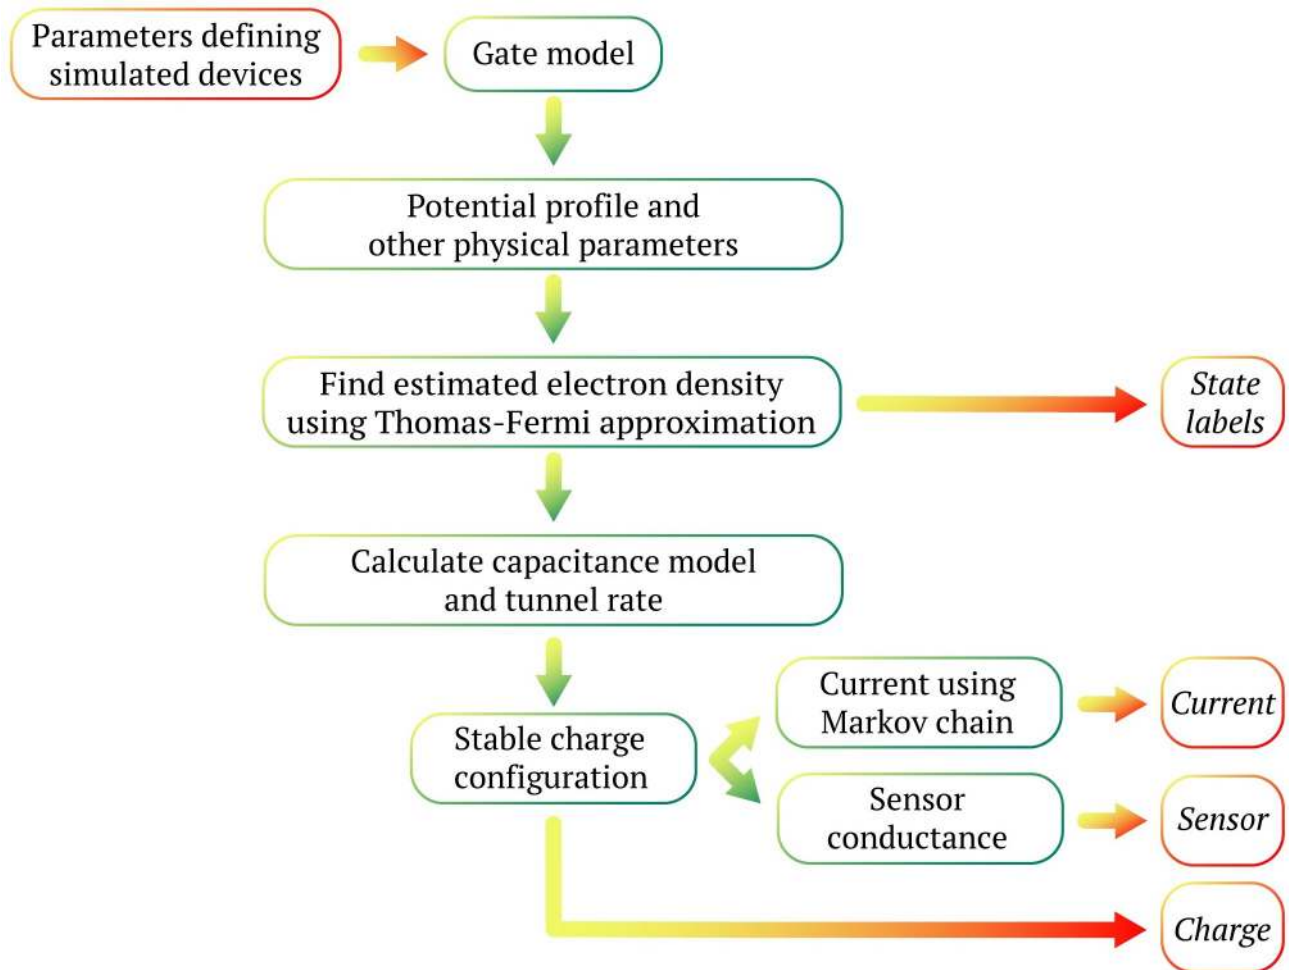 Parameters defining
simulated devices
Gate model
Potential profile and
other physical parameters
Find estimated electron density
using Thomas-Fermi approximation
State
labels
Calculate capacitance model
and tunnel rate
Stable charge
configuration
Current using
Markov chain
Current
Sensor
conductance
Sensor
Charge